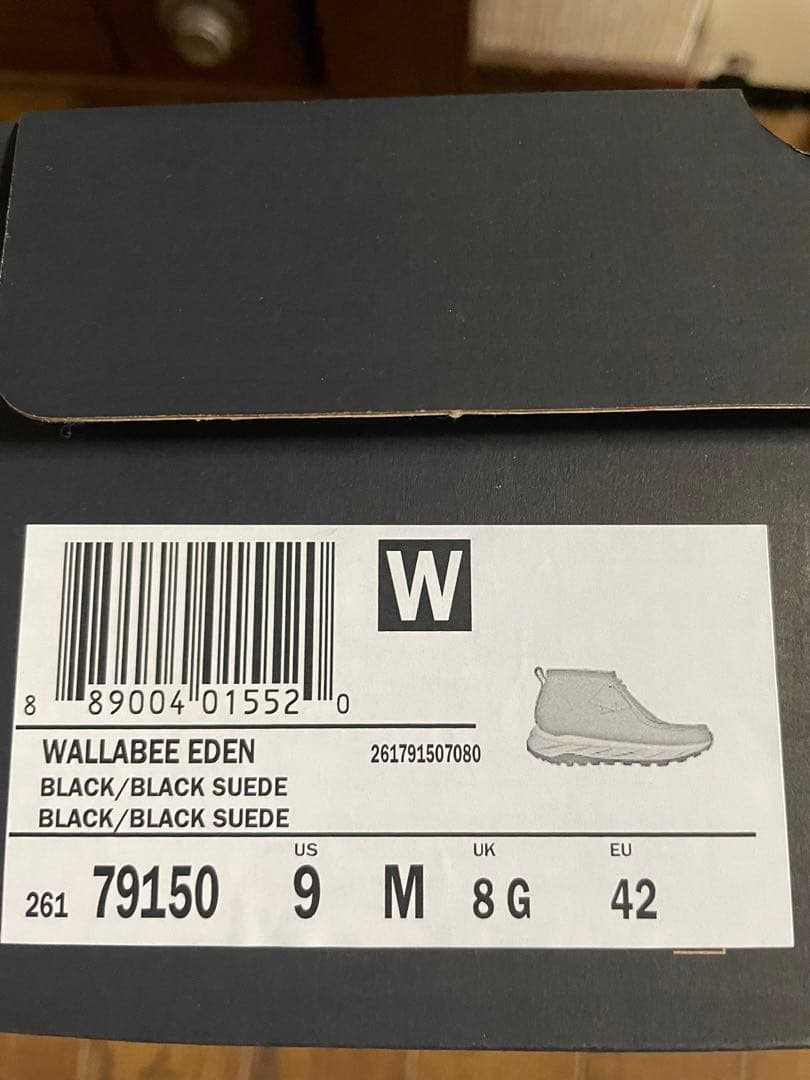 W
8 89004 01552 0
WALLABEE EDEN 261791507080
BLACK/BLACK SUEDE
BLACK/BLACK SUEDE
US UK EU
261 79150 9 M 8 G 42